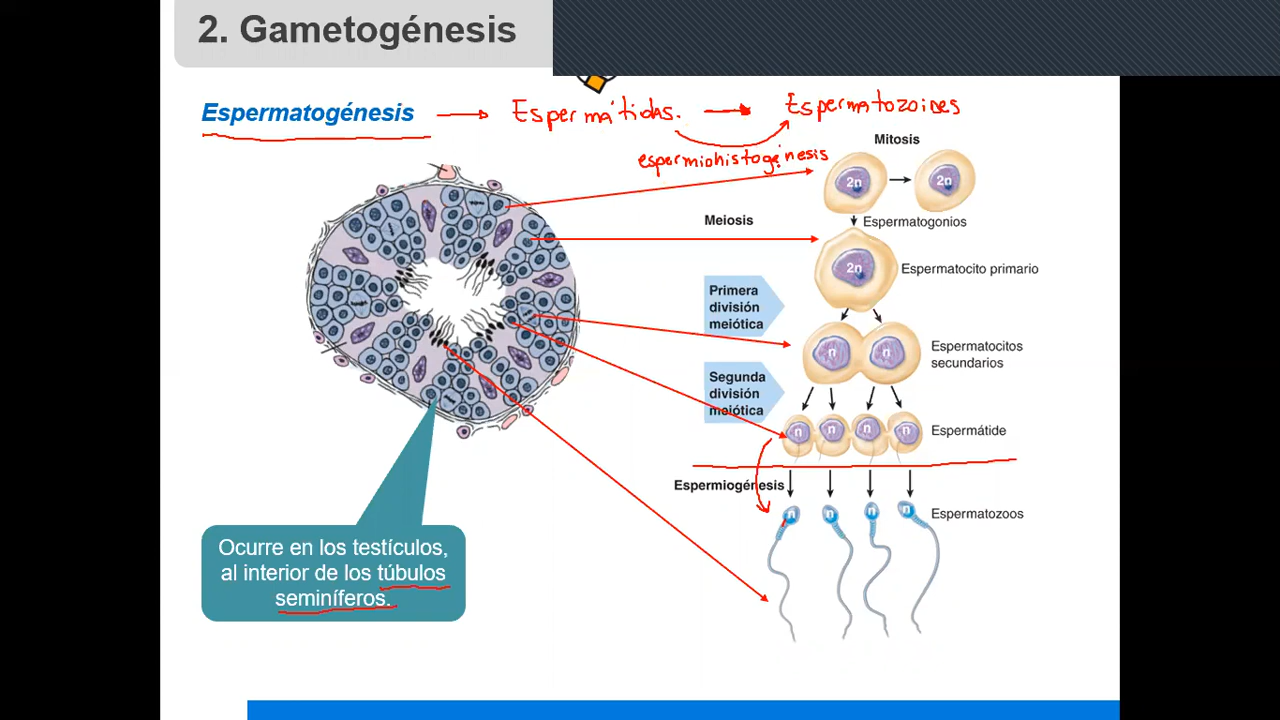 2. Gametogénesis
Espermatogénesis → Espermátidas. → Espermatozoides
espermiohistogénesis
Mitosis
2n 2n
Espermatogonios
Meiosis
2n
Espermatocito primario
Primera
división
meiótica
n n
Espermatocitos
secundarios
Segunda
división
meiótica
n n n n
Espermátide
Espermiogénesis
n n n n
Espermatozoos
Ocurre en los testículos,
al interior de los túbulos
seminíferos.